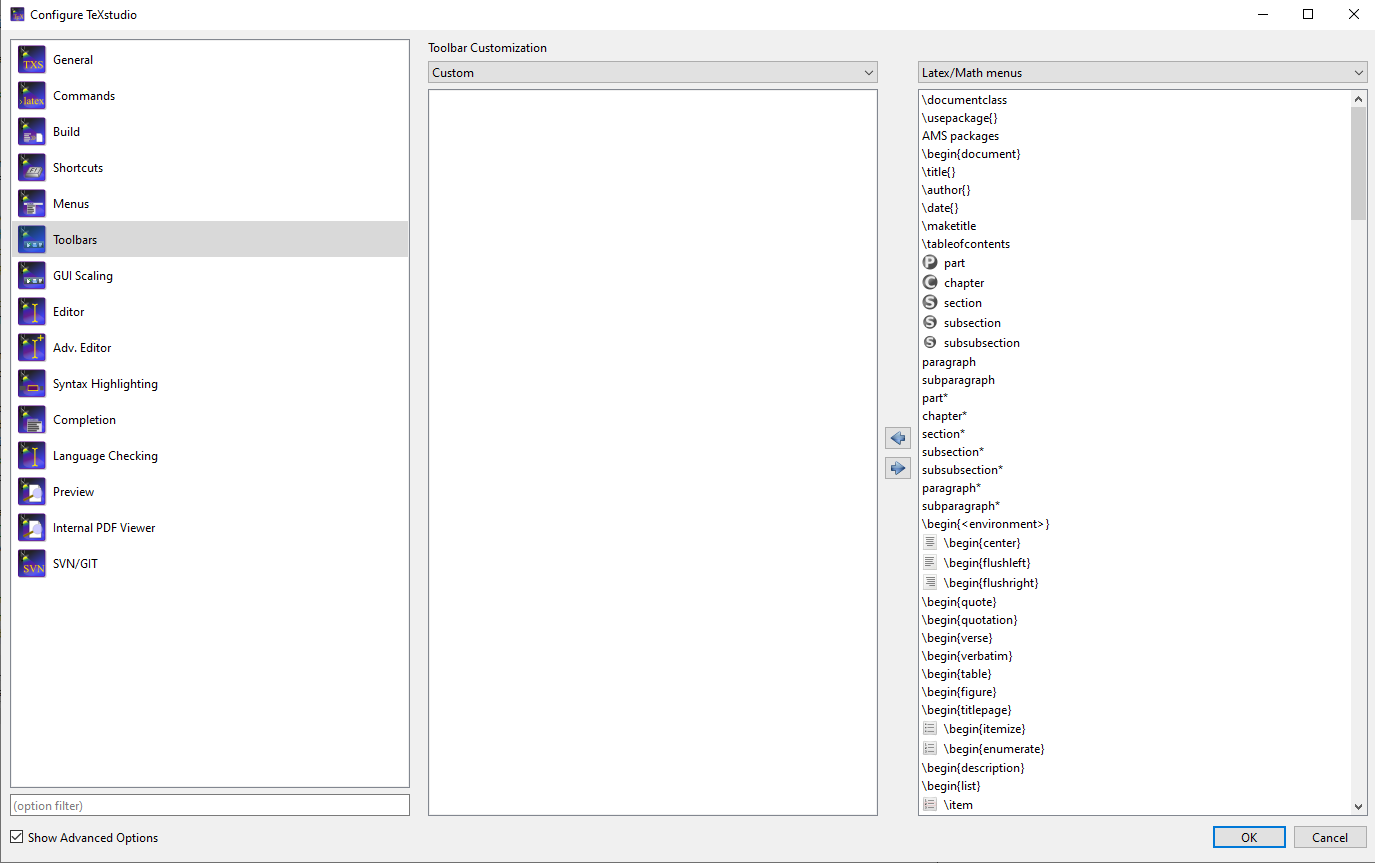 Configure TeXstudio
General
Commands
Build
Shortcuts
Menus
Toolbars
GUI Scaling
Editor
Adv. Editor
Syntax Highlighting
Completion
Language Checking
Preview
Internal PDF Viewer
SVN/GIT
(option filter)
Show Advanced Options
Toolbar Customization
Custom
Latex/Math menus
\documentclass
\usepackage{}
AMS packages
\begin{document}
\title{}
\author{}
\date{}
\maketitle
\tableofcontents
part
chapter
section
subsection
subsubsection
paragraph
subparagraph
part*
chapter*
section*
subsection*
subsubsection*
paragraph*
subparagraph*
\begin{<environment>}
\begin{center}
\begin{flushleft}
\begin{flushright}
\begin{quote}
\begin{quotation}
\begin{verse}
\begin{verbatim}
\begin{table}
\begin{figure}
\begin{titlepage}
\begin{itemize}
\begin{enumerate}
\begin{description}
\begin{list}
\item
OK
Cancel